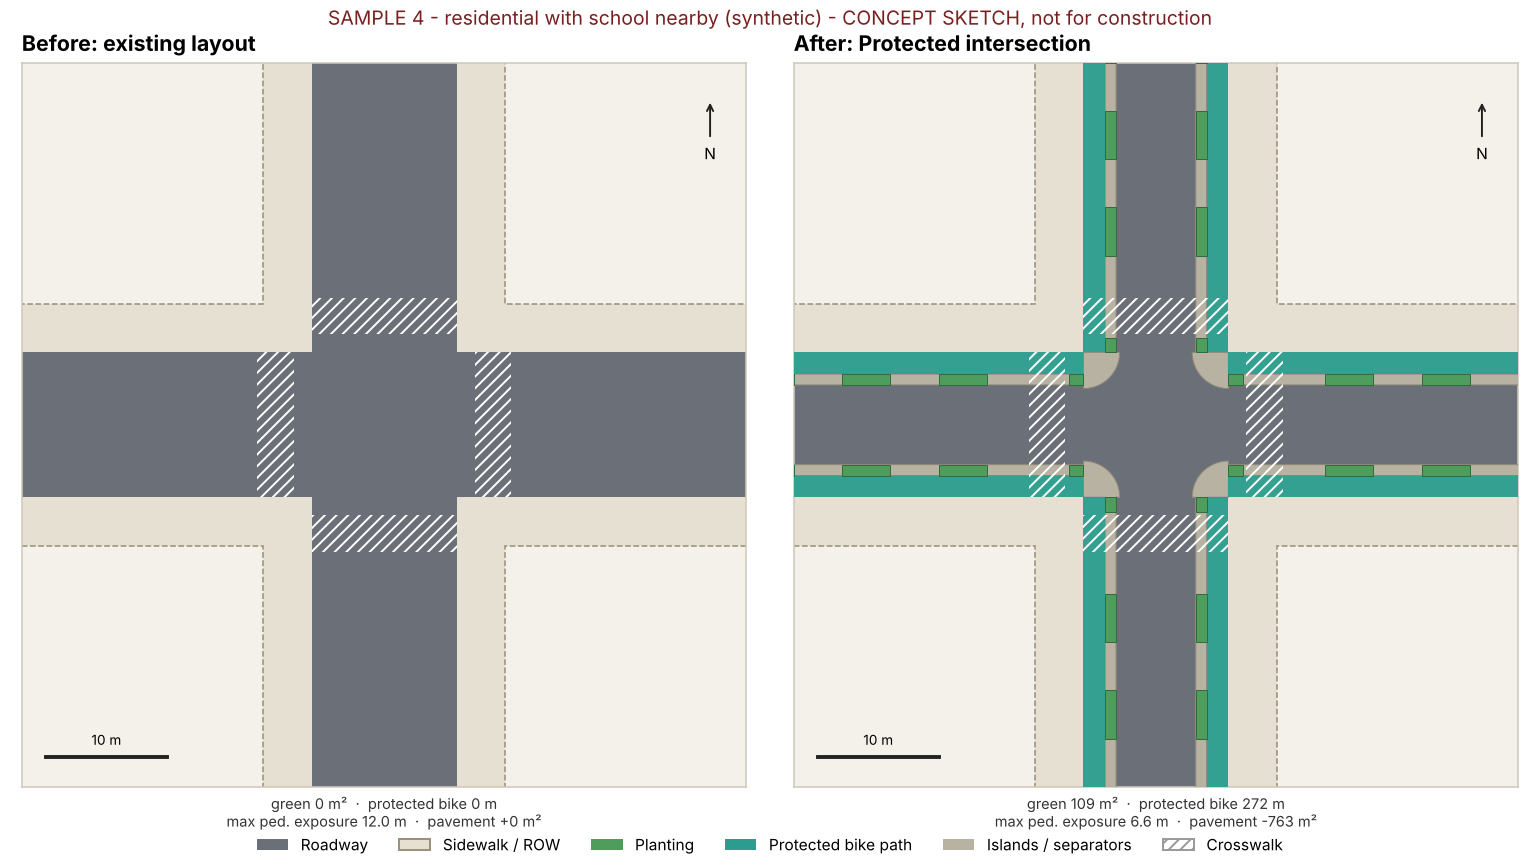 SAMPLE 4 - residential with school nearby (synthetic) - CONCEPT SKETCH, not for construction
Before: existing layout
After: Protected intersection
N
N
10 m
10 m
green 0 m² · protected bike 0 m
max ped. exposure 12.0 m · pavement +0 m²
green 109 m² · protected bike 272 m
max ped. exposure 6.6 m · pavement -763 m²
Roadway
Sidewalk / ROW
Planting
Protected bike path
Islands / separators
Crosswalk